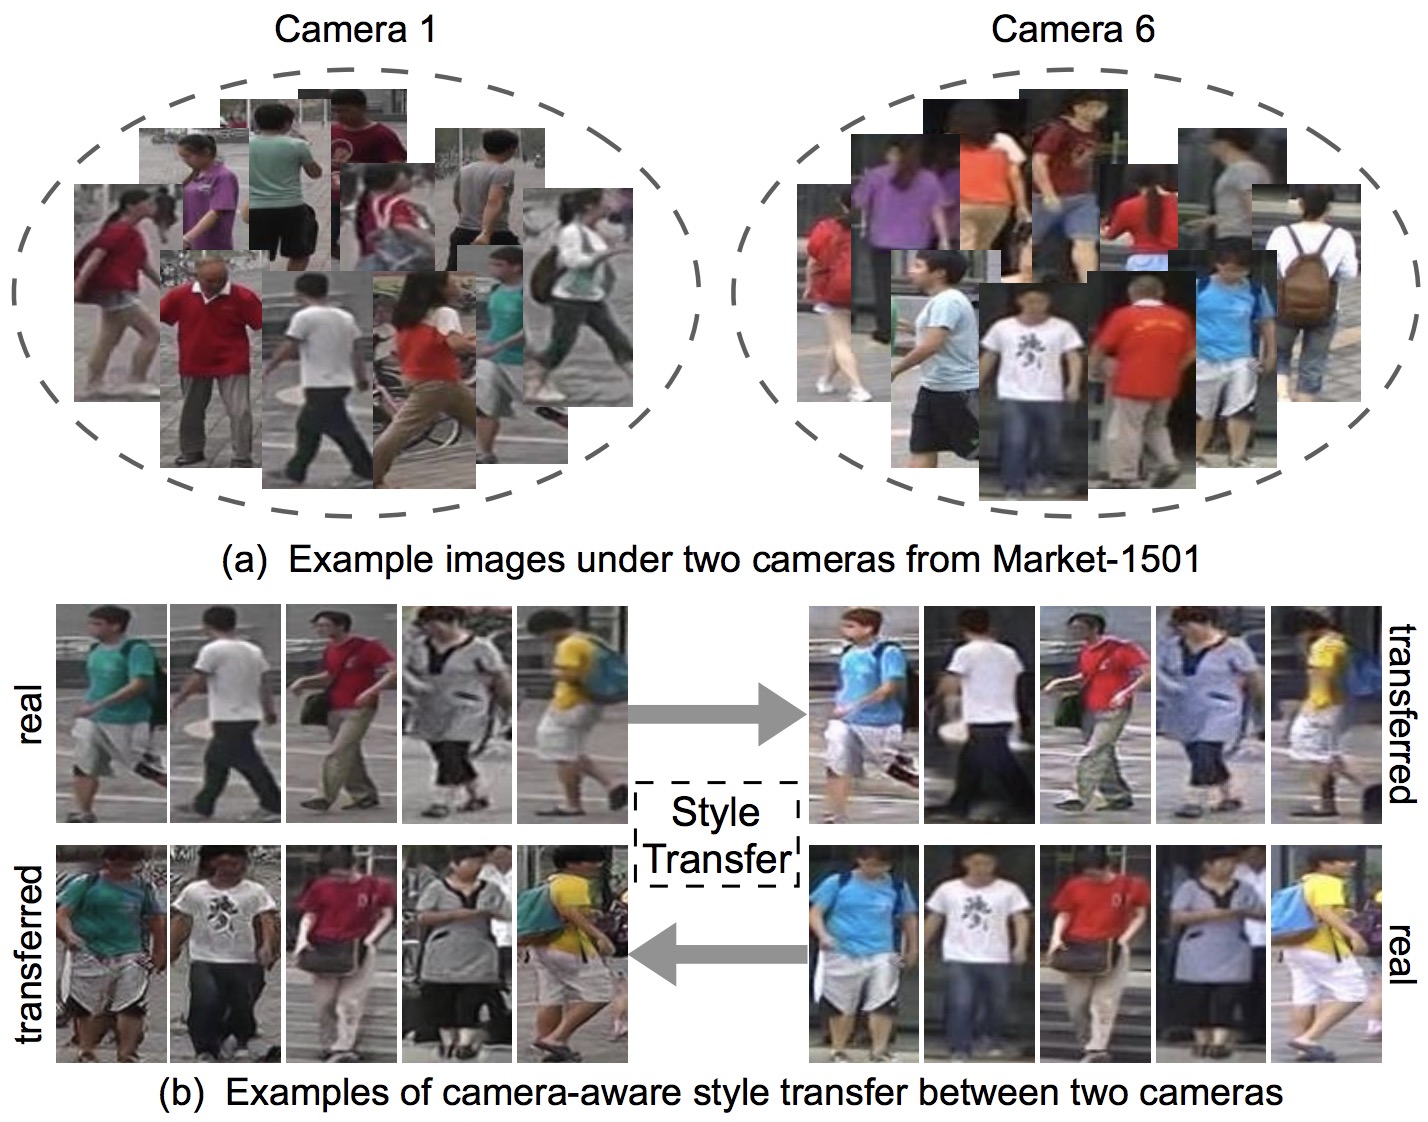 Camera 1
Camera 6
(a) Example images under two cameras from Market-1501
real
transferred
Style
Transfer
transferred
real
(b) Examples of camera-aware style transfer between two cameras